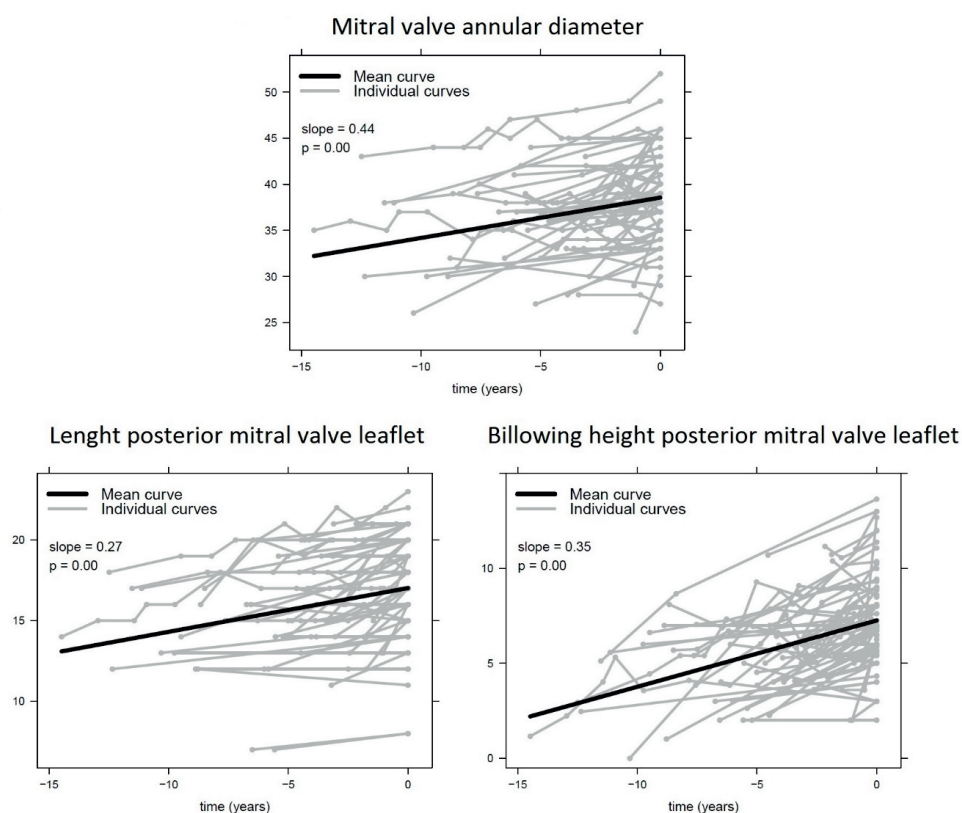 Mitral valve annular diameter
Mean curve
Individual curves
slope = 0.44
p = 0.00
50
45
40
35
30
25
−15
−10
−5
0
time (years)
Lenght posterior mitral valve leaflet
Mean curve
Individual curves
slope = 0.27
p = 0.00
20
15
10
−15
−10
−5
0
time (years)
Billowing height posterior mitral valve leaflet
Mean curve
Individual curves
slope = 0.35
p = 0.00
10
5
0
−15
−10
−5
0
time (years)